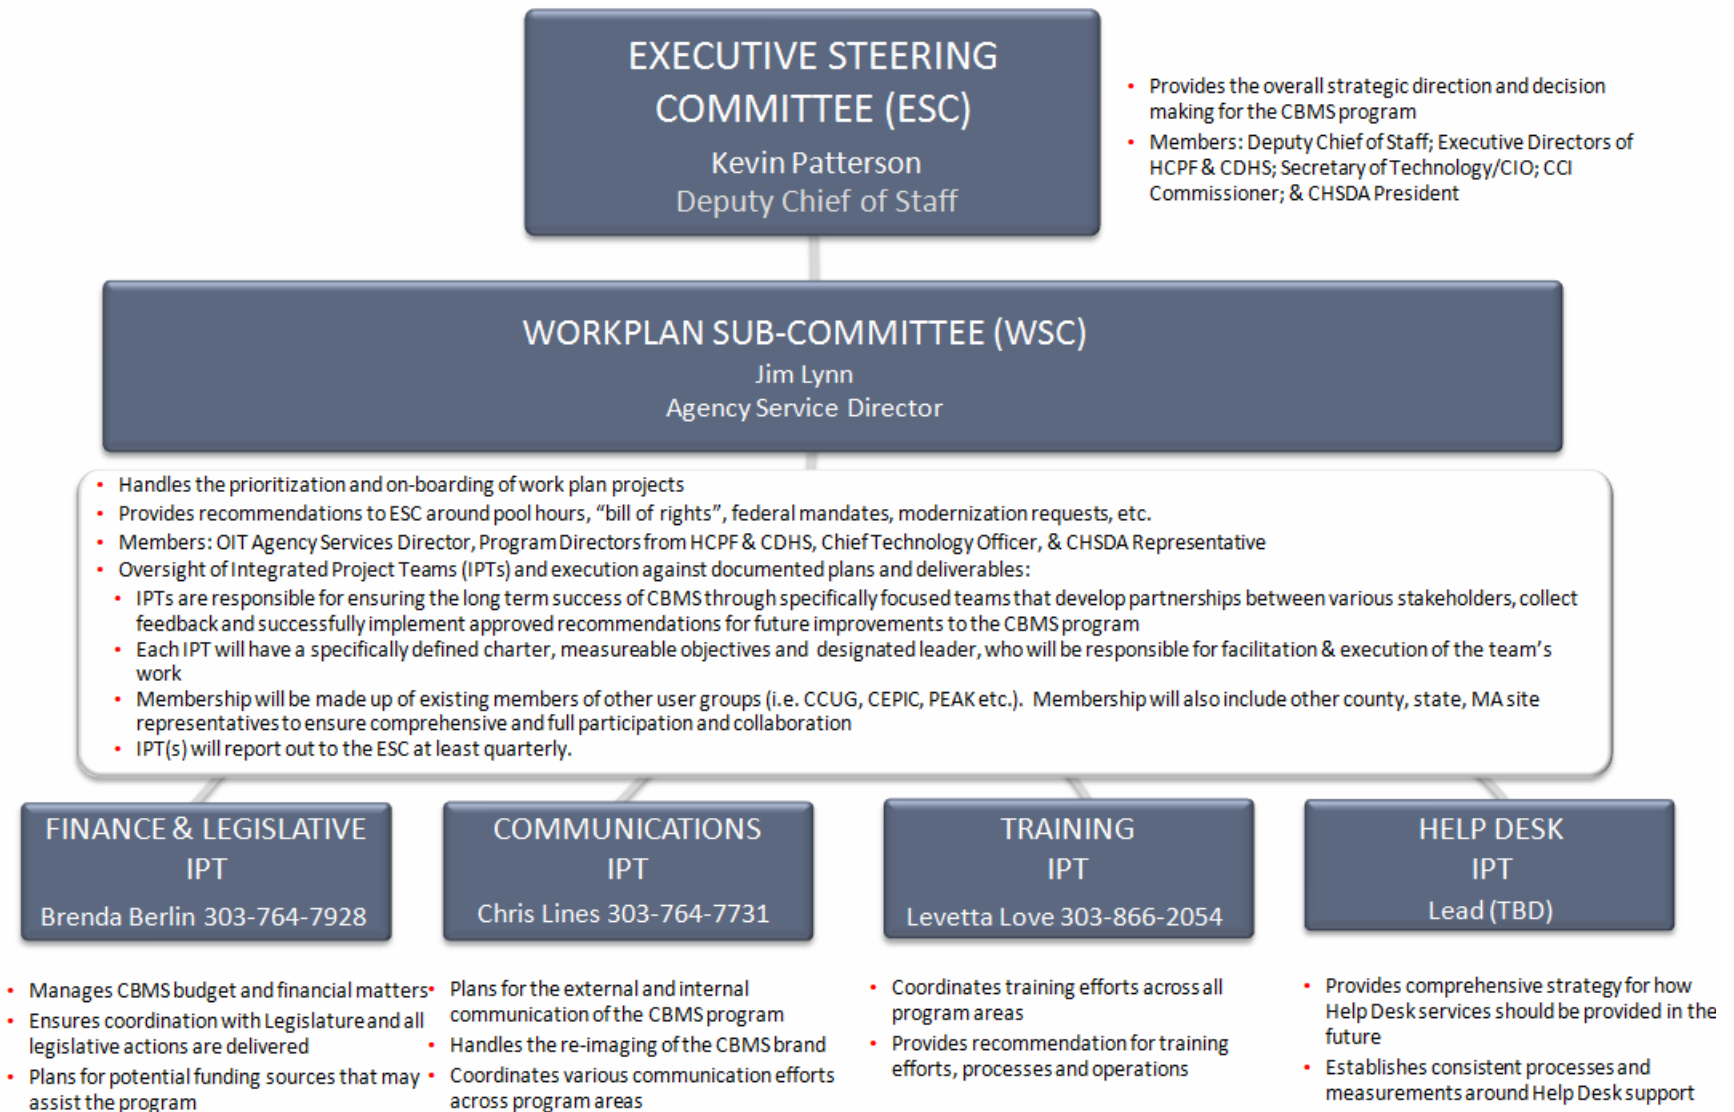 EXECUTIVE STEERING
COMMITTEE (ESC)
Kevin Patterson
Deputy Chief of Staff
• Provides the overall strategic direction and decision
making for the CBMS program
• Members: Deputy Chief of Staff; Executive Directors of
HCPF & CDHS; Secretary of Technology/CIO; CCI
Commissioner; & CHSDA President
WORKPLAN SUB-COMMITTEE (WSC)
Jim Lynn
Agency Service Director
• Handles the prioritization and on-boarding of work plan projects
• Provides recommendations to ESC around pool hours, “bill of rights”, federal mandates, modernization requests, etc.
• Members: OIT Agency Services Director, Program Directors from HCPF & CDHS, Chief Technology Officer, & CHSDA Representative
• Oversight of Integrated Project Teams (IPTs) and execution against documented plans and deliverables:
• IPTs are responsible for ensuring the long term success of CBMS through specifically focused teams that develop partnerships between various stakeholders, collect
feedback and successfully implement approved recommendations for future improvements to the CBMS program
• Each IPT will have a specifically defined charter, measureable objectives and designated leader, who will be responsible for facilitation & execution of the team’s
work
• Membership will be made up of existing members of other user groups (i.e. CCUG, CEPIC, PEAK etc.). Membership will also include other county, state, MA site
representatives to ensure comprehensive and full participation and collaboration
• IPT(s) will report out to the ESC at least quarterly.
FINANCE & LEGISLATIVE
IPT
Brenda Berlin 303-764-7928
• Manages CBMS budget and financial matters
• Ensures coordination with Legislature and all
legislative actions are delivered
• Plans for potential funding sources that may
assist the program
COMMUNICATIONS
IPT
Chris Lines 303-764-7731
• Plans for the external and internal
communication of the CBMS program
• Handles the re-imaging of the CBMS brand
• Coordinates various communication efforts
across program areas
TRAINING
IPT
Levetta Love 303-866-2054
• Coordinates training efforts across all
program areas
• Provides recommendation for training
efforts, processes and operations
HELP DESK
IPT
Lead (TBD)
• Provides comprehensive strategy for how
Help Desk services should be provided in the
future
• Establishes consistent processes and
measurements around Help Desk support